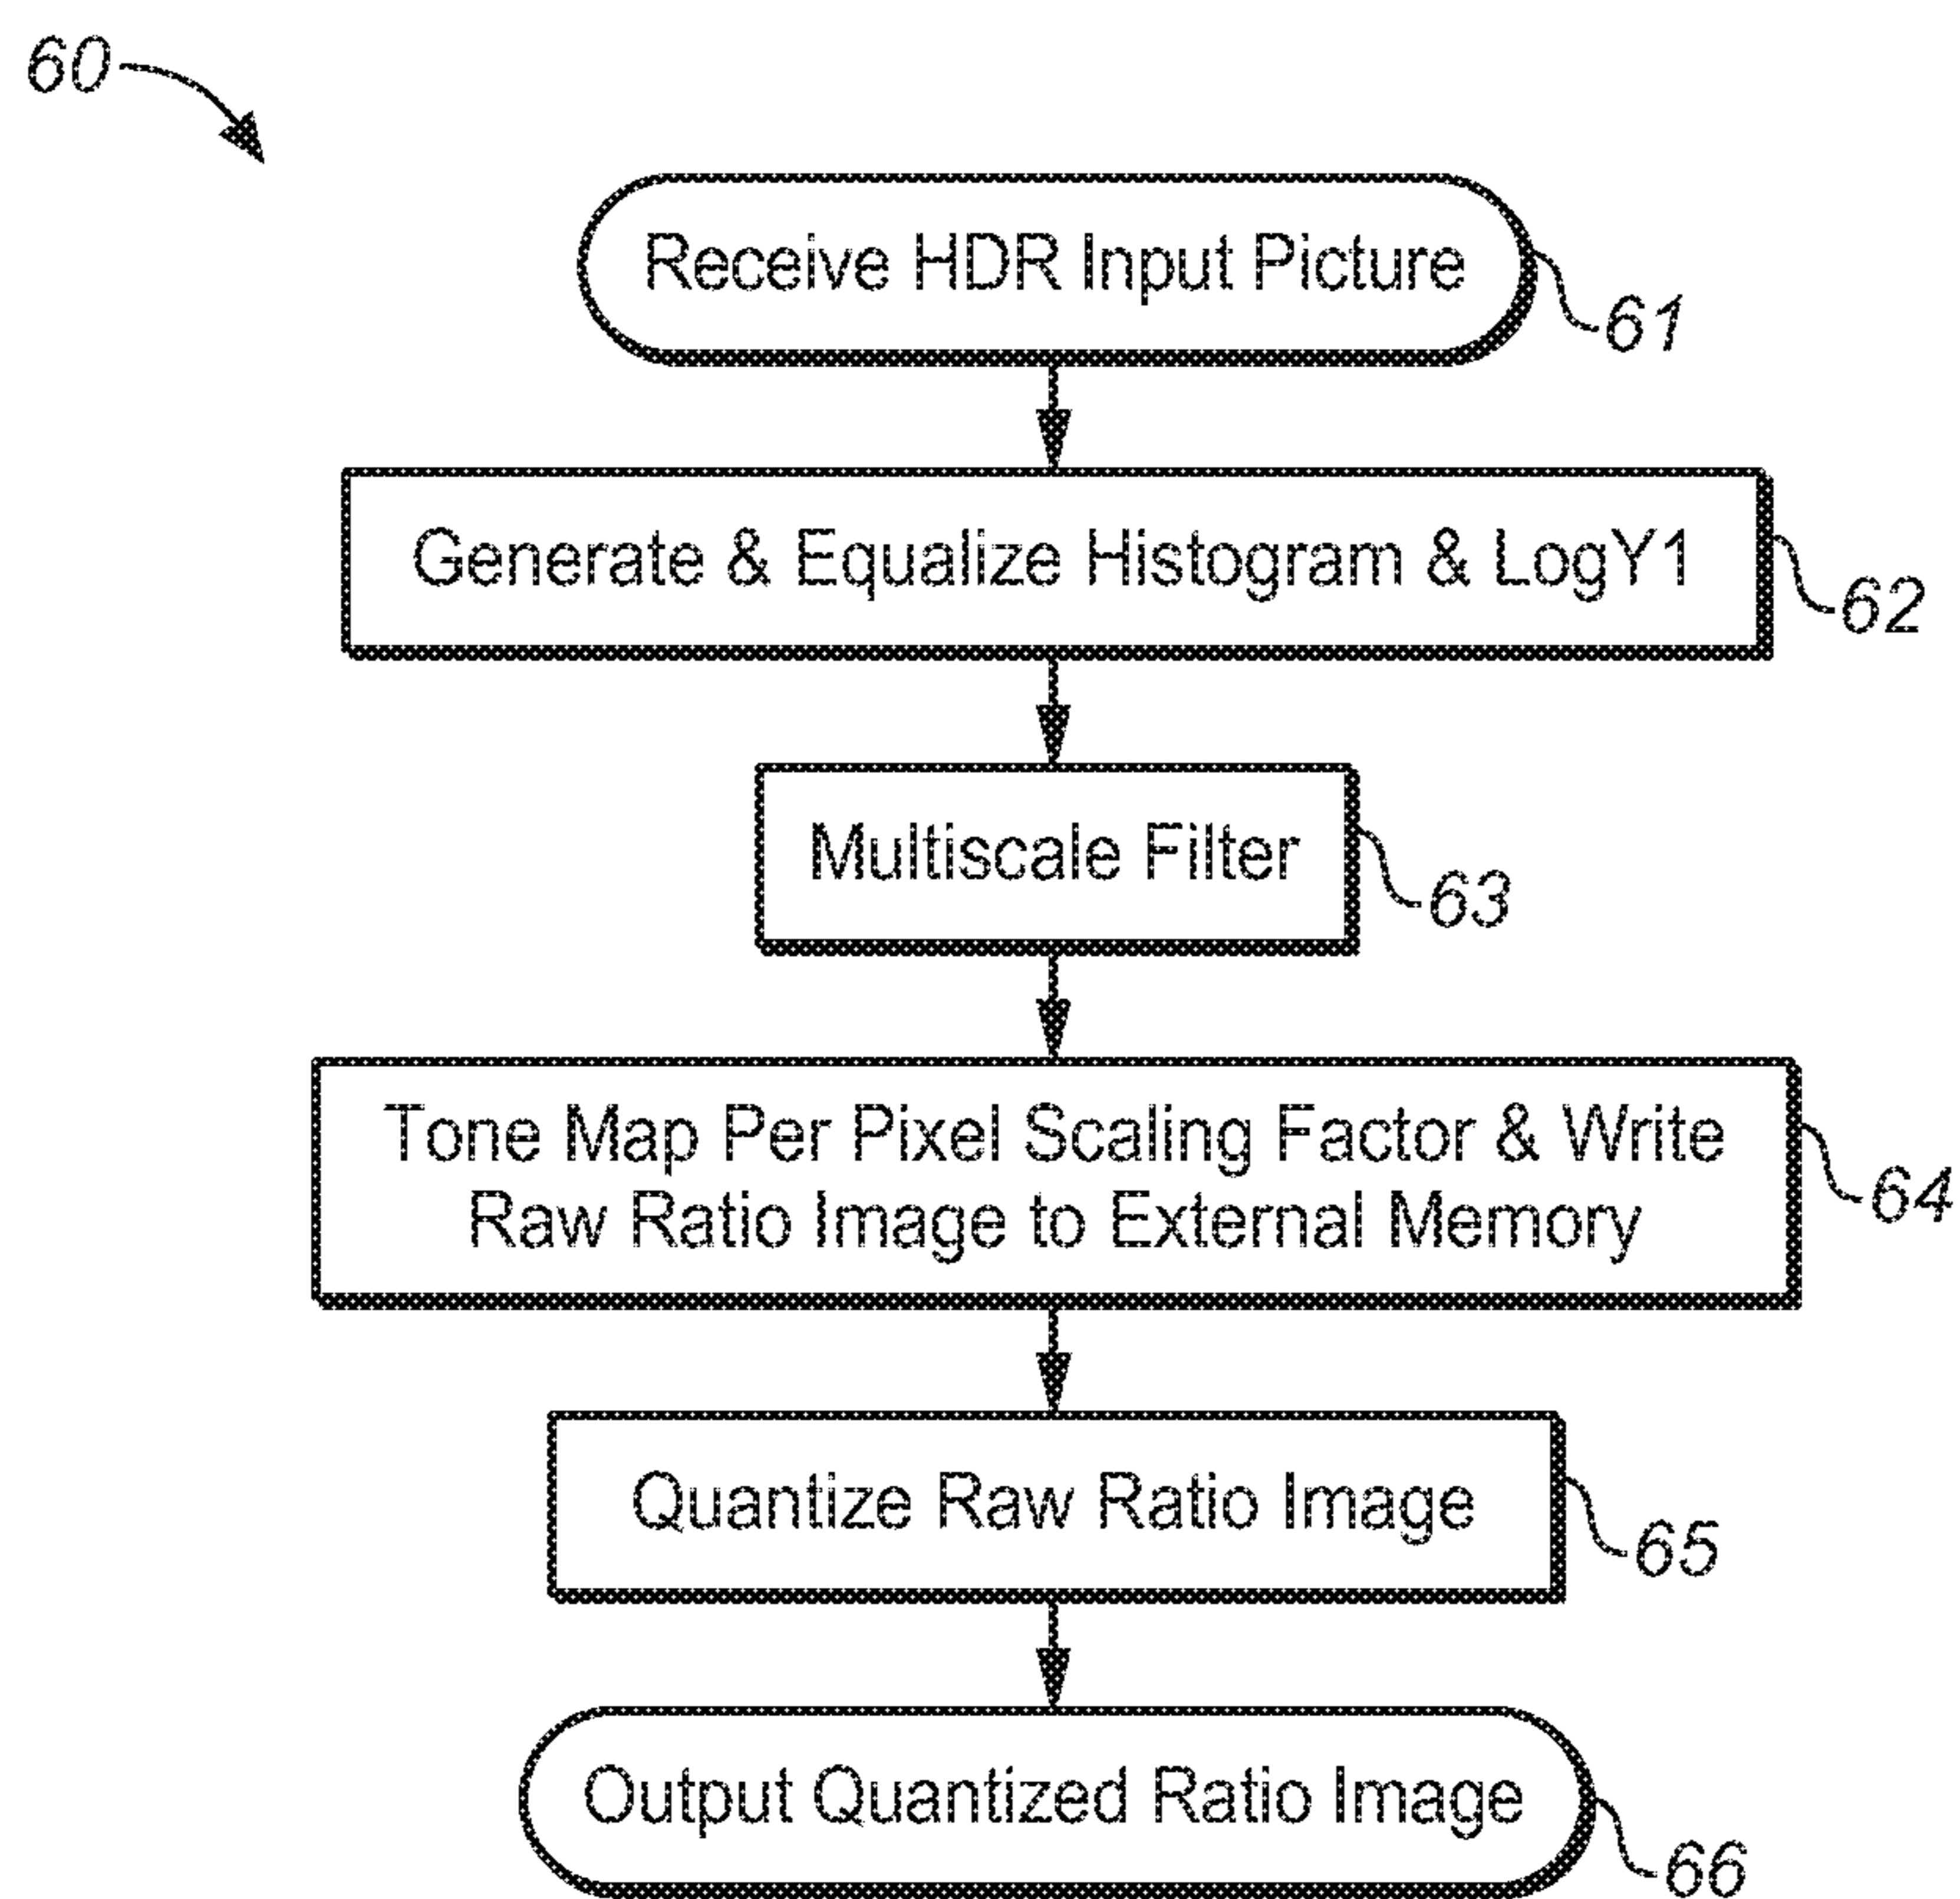 60
Receive HDR Input Picture
61
Generate & Equalize Histogram & LogY1
62
Multiscale Filter
63
Tone Map Per Pixel Scaling Factor & Write
Raw Ratio Image to External Memory
64
Quantize Raw Ratio Image
65
Output Quantized Ratio Image
66